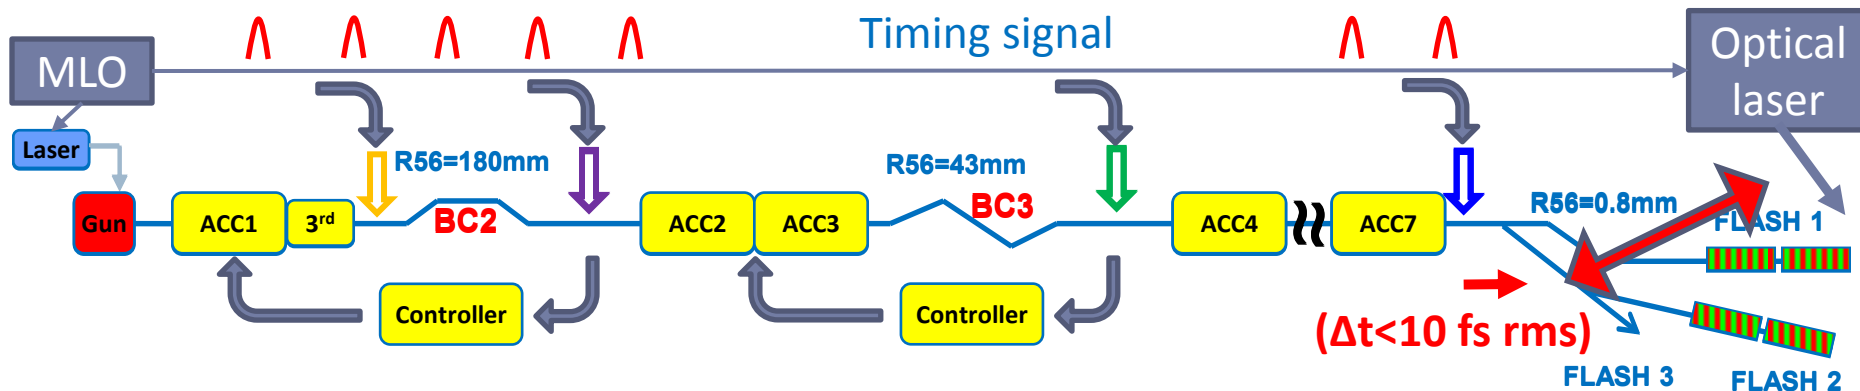 Timing signal
MLO
Optical
laser
Laser
R56=180mm
R56=43mm
R56=0.8mm
Gun
ACC1
3rd
BC2
ACC2
ACC3
BC3
ACC4
ACC7
FLASH 1
Controller
Controller
(Δt<10 fs rms)
FLASH 3
FLASH 2